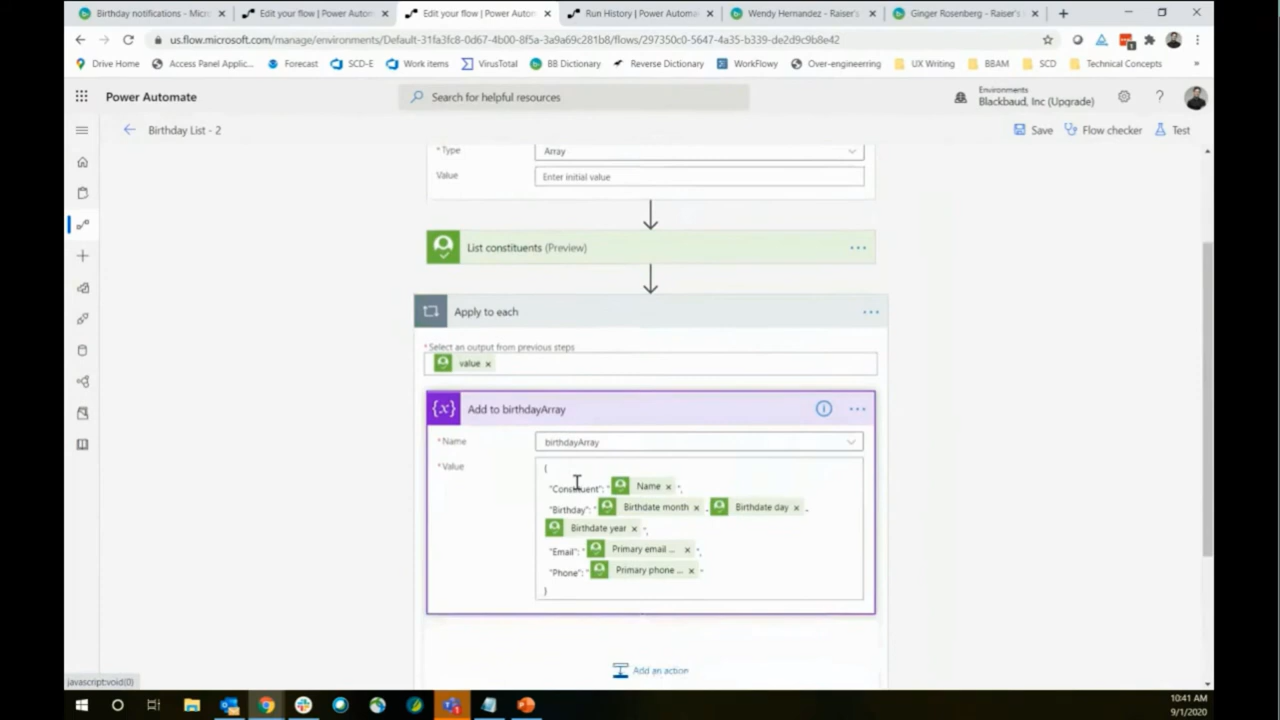 Birthday notifications - Micro
Edit your flow | Power Autom
Edit your flow | Power Autom
Run History | Power Automat
Wendy Hernandez - Raiser's
Ginger Rosenberg - Raiser's
us.flow.microsoft.com/manage/environments/Default-31fa3fc8-0d67-4b00-8f5a-3a9a69c281b8/flows/297350c0-5647-4a35-b339-de2d9c9b8e42
Drive Home
Access Panel Applic...
Forecast
SCD-E
Work items
VirusTotal
BB Dictionary
Reverse Dictionary
WorkFlowy
Over-engineering
UX Writing
BBAM
SCD
Technical Concepts
Power Automate
Search for helpful resources
Environments
Blackbaud, Inc (Upgrade)
Birthday List - 2
Save
Flow checker
Test
*Type
Array
Value
Enter initial value
List constituents (Preview)
Apply to each
*Select an output from previous steps
value
{x} Add to birthdayArray
*Name
birthdayArray
*Value
{
"Constituent": " Name ",
"Birthday": " Birthdate month - Birthdate day -
Birthdate year ",
"Email": " Primary email ... ",
"Phone": " Primary phone ... "
}
Add an action
javascript:void(0)
10:41 AM
9/1/2020